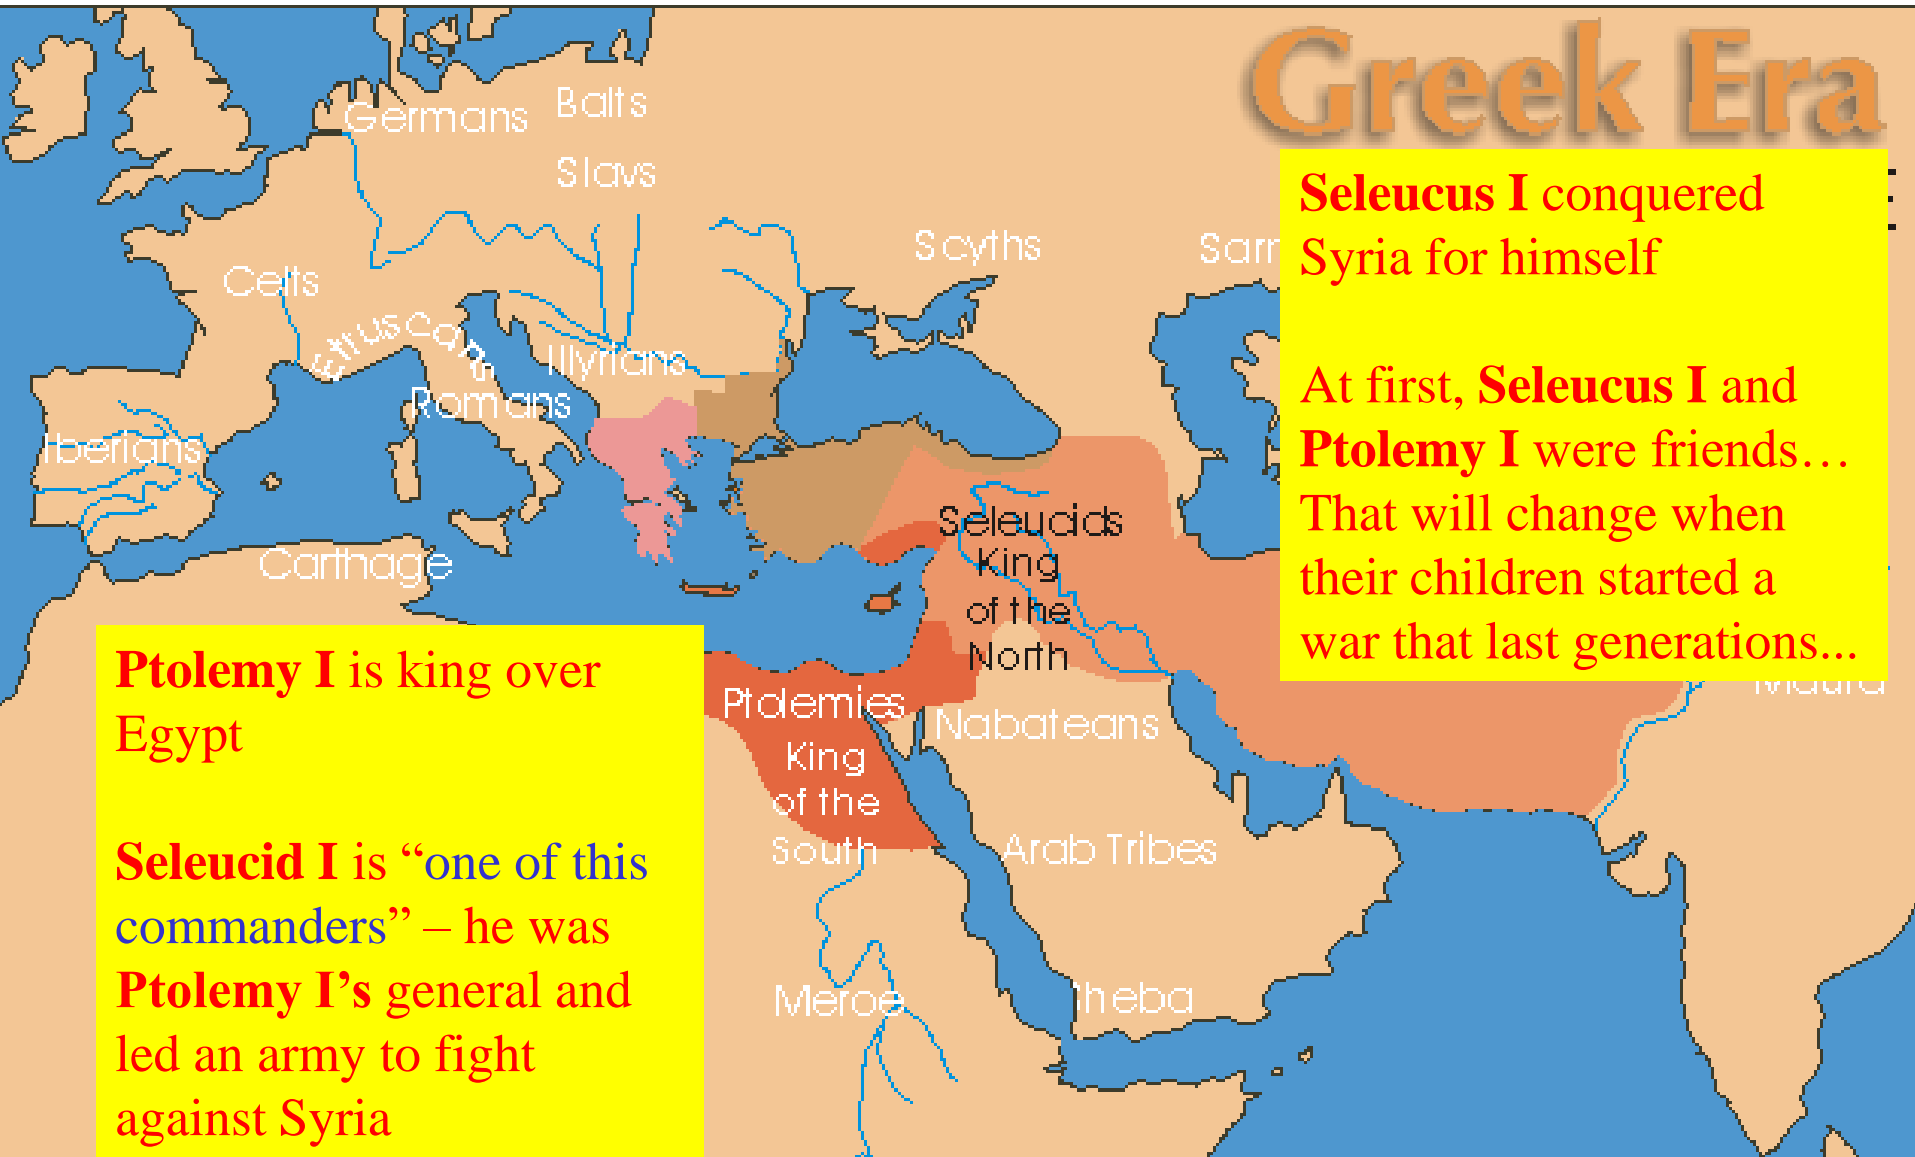 Greek Era
Germans
Balts
Slavs
Scyths
Celts
Etruscans
Illyrians
Romans
Iberians
Carthage
Seleucids
King
of the
North
Ptolemies
King
of the
South
Nabateans
Arab Tribes
Meroe
Seleucus I conquered
Syria for himself
At first, Seleucus I and
Ptolemy I were friends…
That will change when
their children started a
war that last generations...
Ptolemy I is king over
Egypt
Seleucid I is “one of this
commanders” – he was
Ptolemy I’s general and
led an army to fight
against Syria